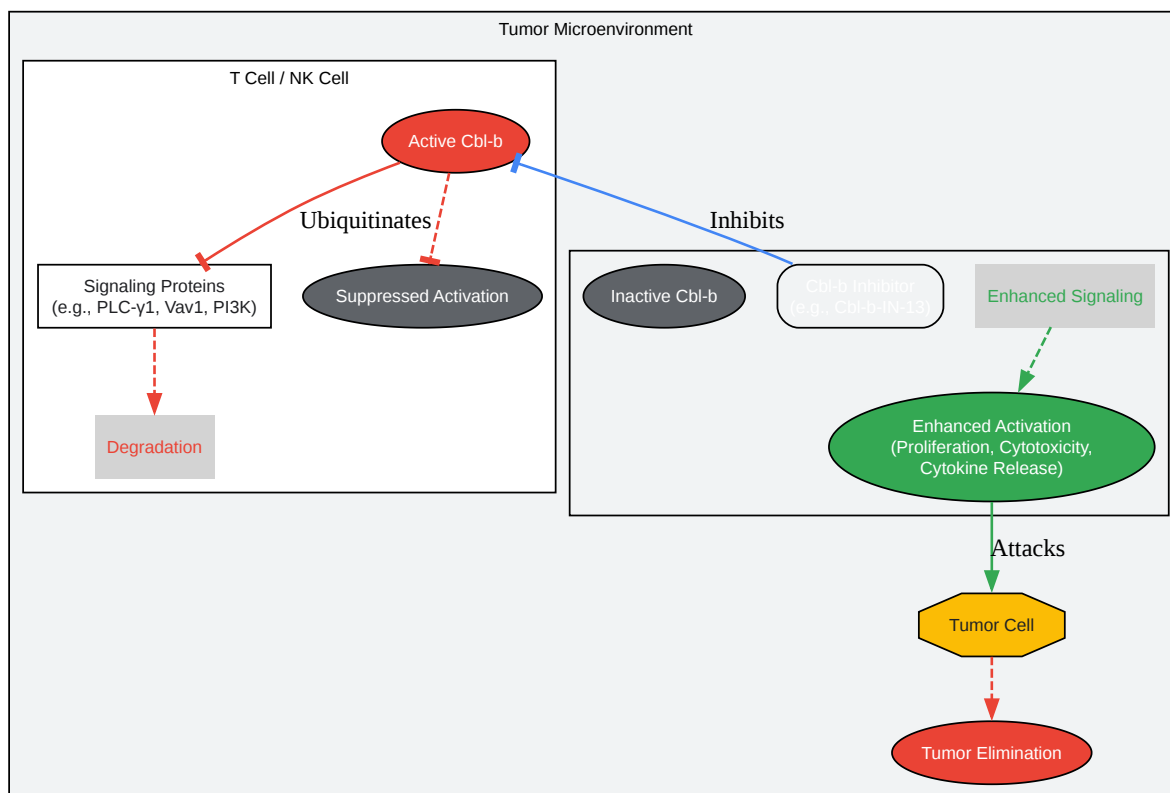 Tumor Microenvironment
T Cell / NK Cell
Active Cbl-b
Ubiquitinates
Inhibits
Signaling Proteins
(e.g., PLC-γ1, Vav1, PI3K)
Suppressed Activation
Inactive Cbl-b
Cbl-b Inhibitor
(e.g., Cbl-b-IN-13)
Enhanced Signaling
Degradation
Enhanced Activation
(Proliferation, Cytotoxicity,
Cytokine Release)
Attacks
Tumor Cell
Tumor Elimination